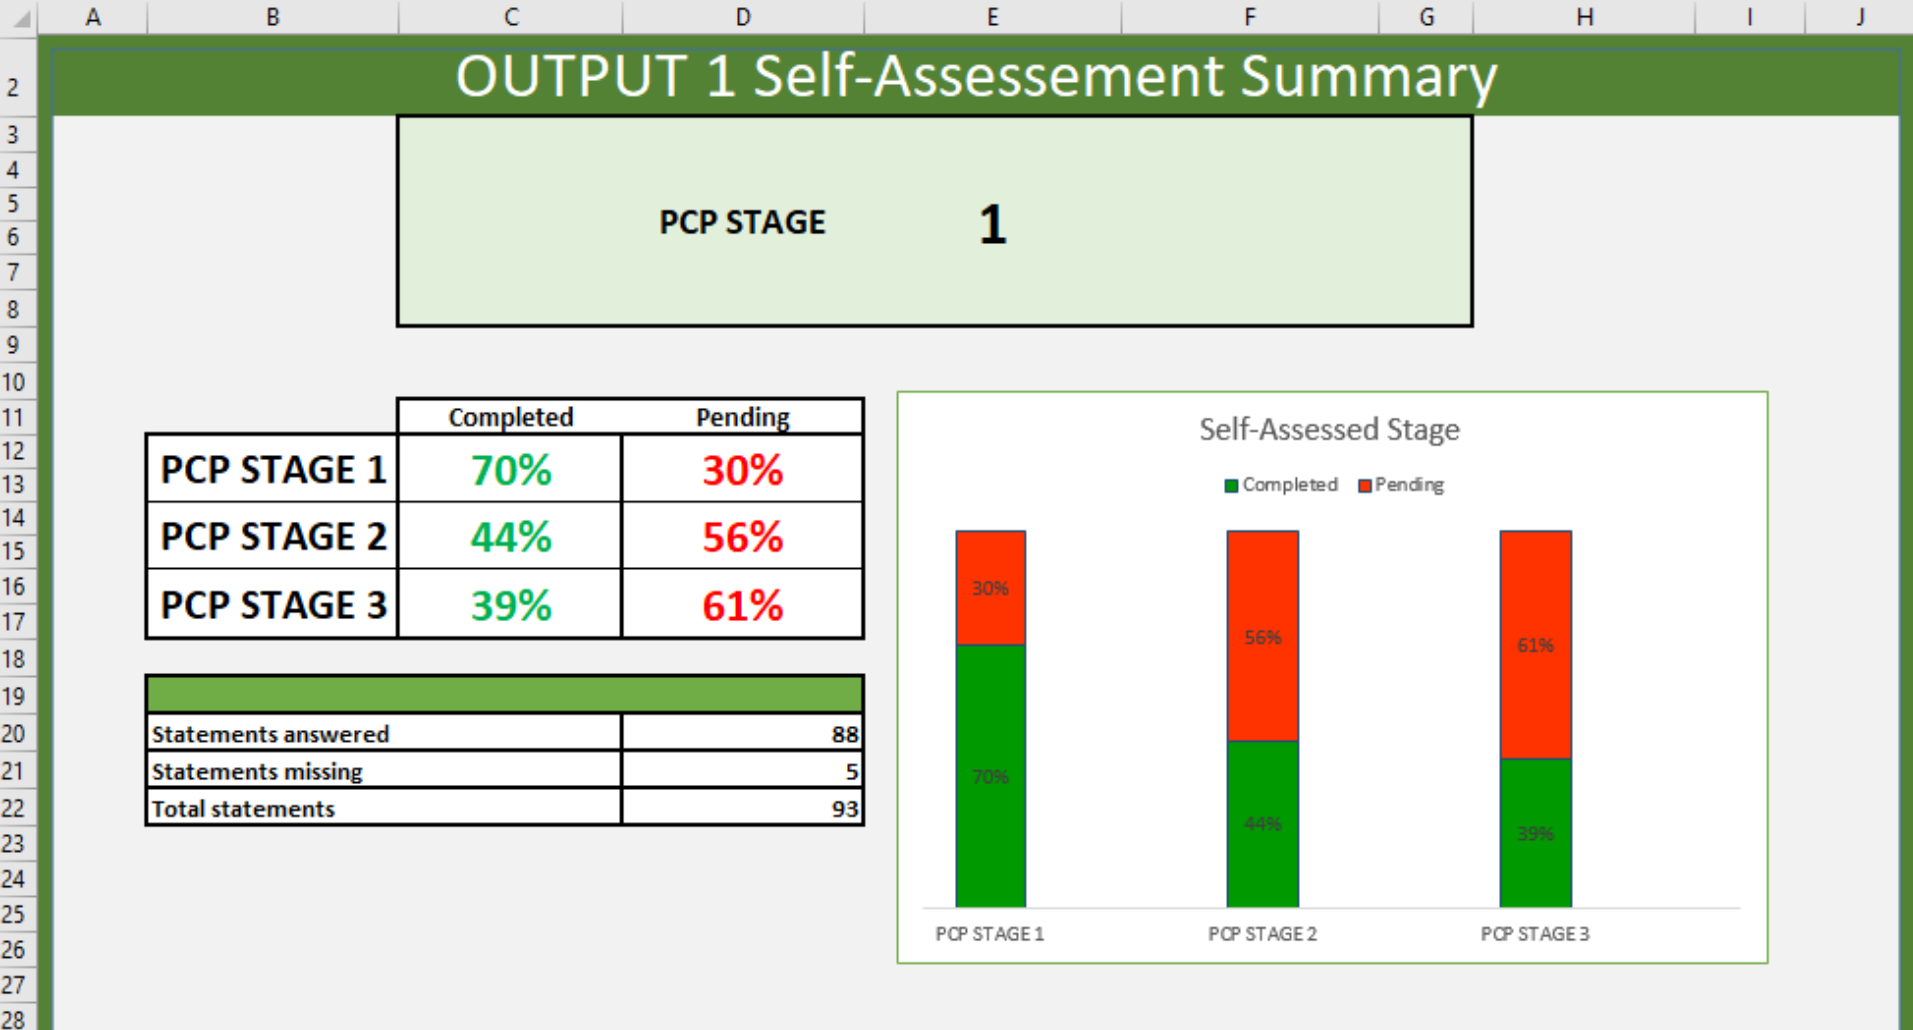 A B C D E F G H I J
2 OUTPUT 1 Self-Assessement Summary
3
4
5
6 PCP STAGE 1
7
8
9
10
11 Completed Pending
12
PCP STAGE 1 70% 30%
13
14
PCP STAGE 2 44% 56%
15
16
PCP STAGE 3 39% 61%
17
18
19
20 Statements answered 88
21 Statements missing 5
22 Total statements 93
23
24
25
26
27
28
Self-Assessed Stage
Completed Pending
30% 56% 61%
70% 44% 39%
PCP STAGE 1 PCP STAGE 2 PCP STAGE 3